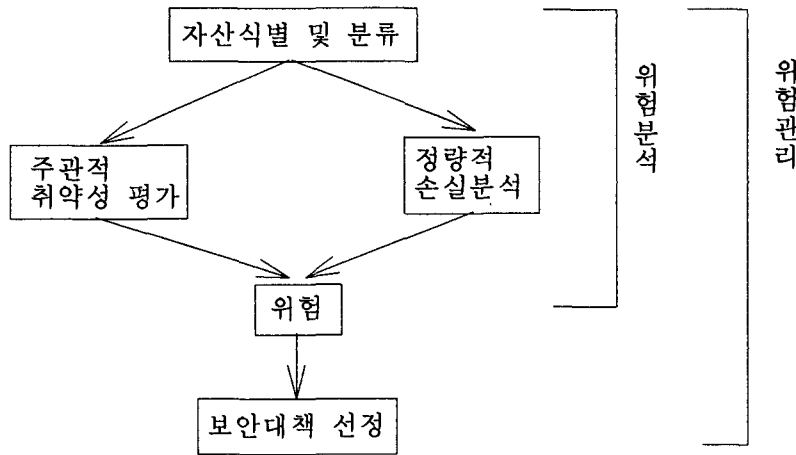 자산식별 및 분류
주관적
취약성 평가
정량적
손실분석
위험
보안대책 선정
위험분석
위험관리